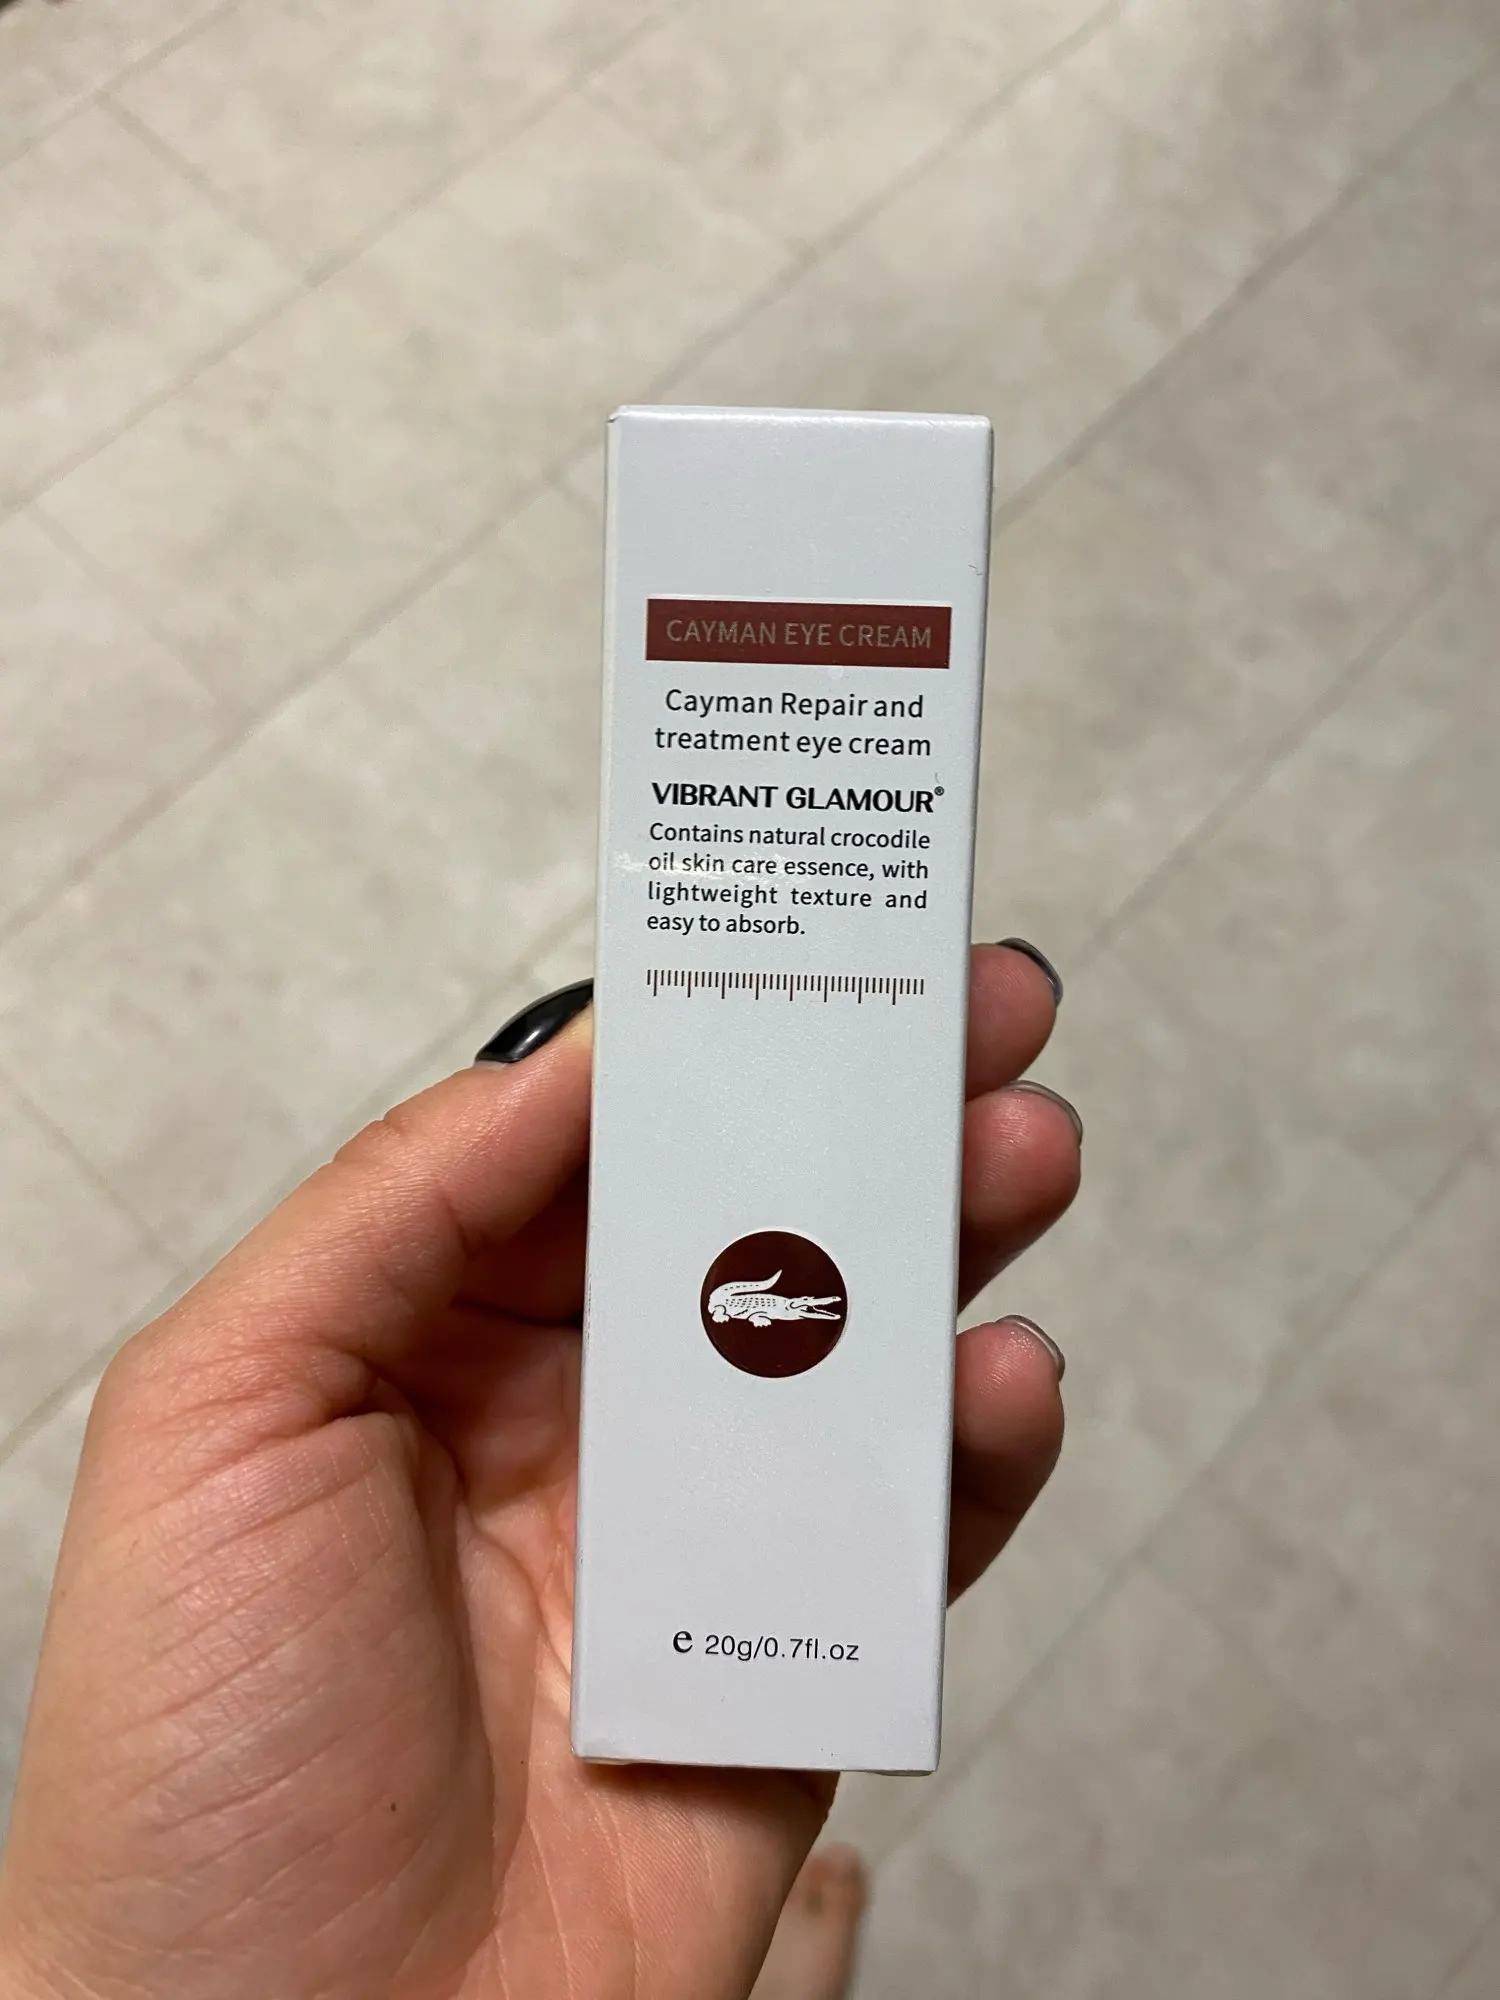 CAYMAN EYE CREAM
Cayman Repair and
treatment eye cream
VIBRANT GLAMOUR®
Contains natural crocodile
oil skin care essence, with
lightweight texture and
easy to absorb.
e 20g/0.7fl.oz